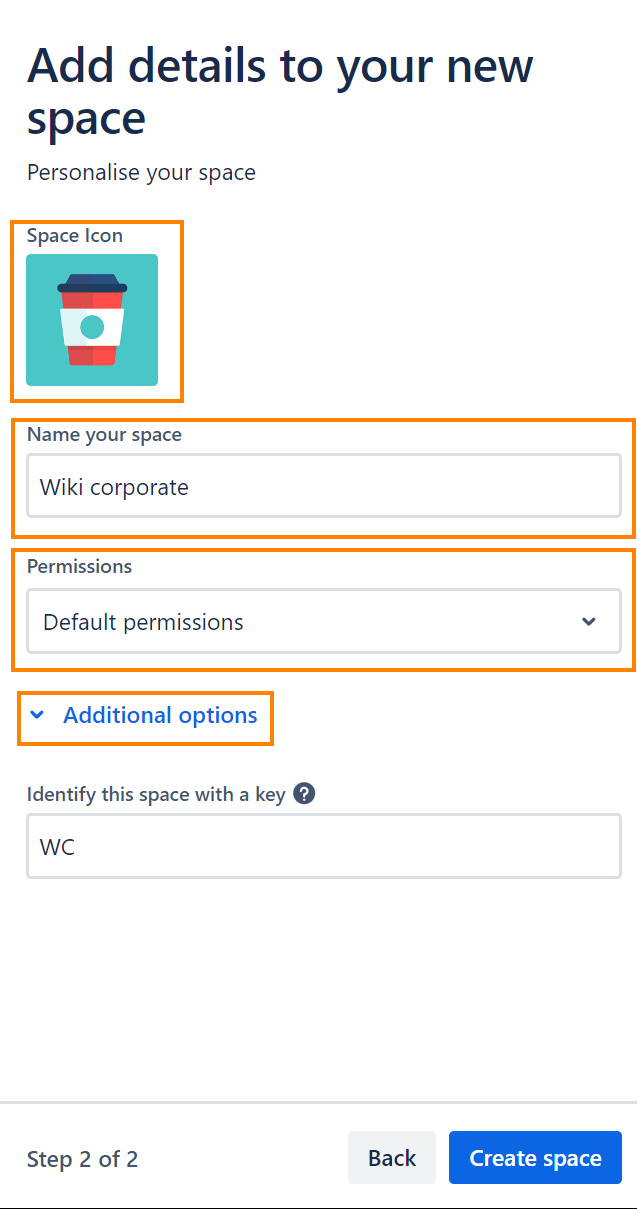 Add details to your new
space
Personalise your space
Space Icon
Name your space
Wiki corporate
Permissions
Default permissions
Additional options
Identify this space with a key ?
WC
Step 2 of 2
Back
Create space